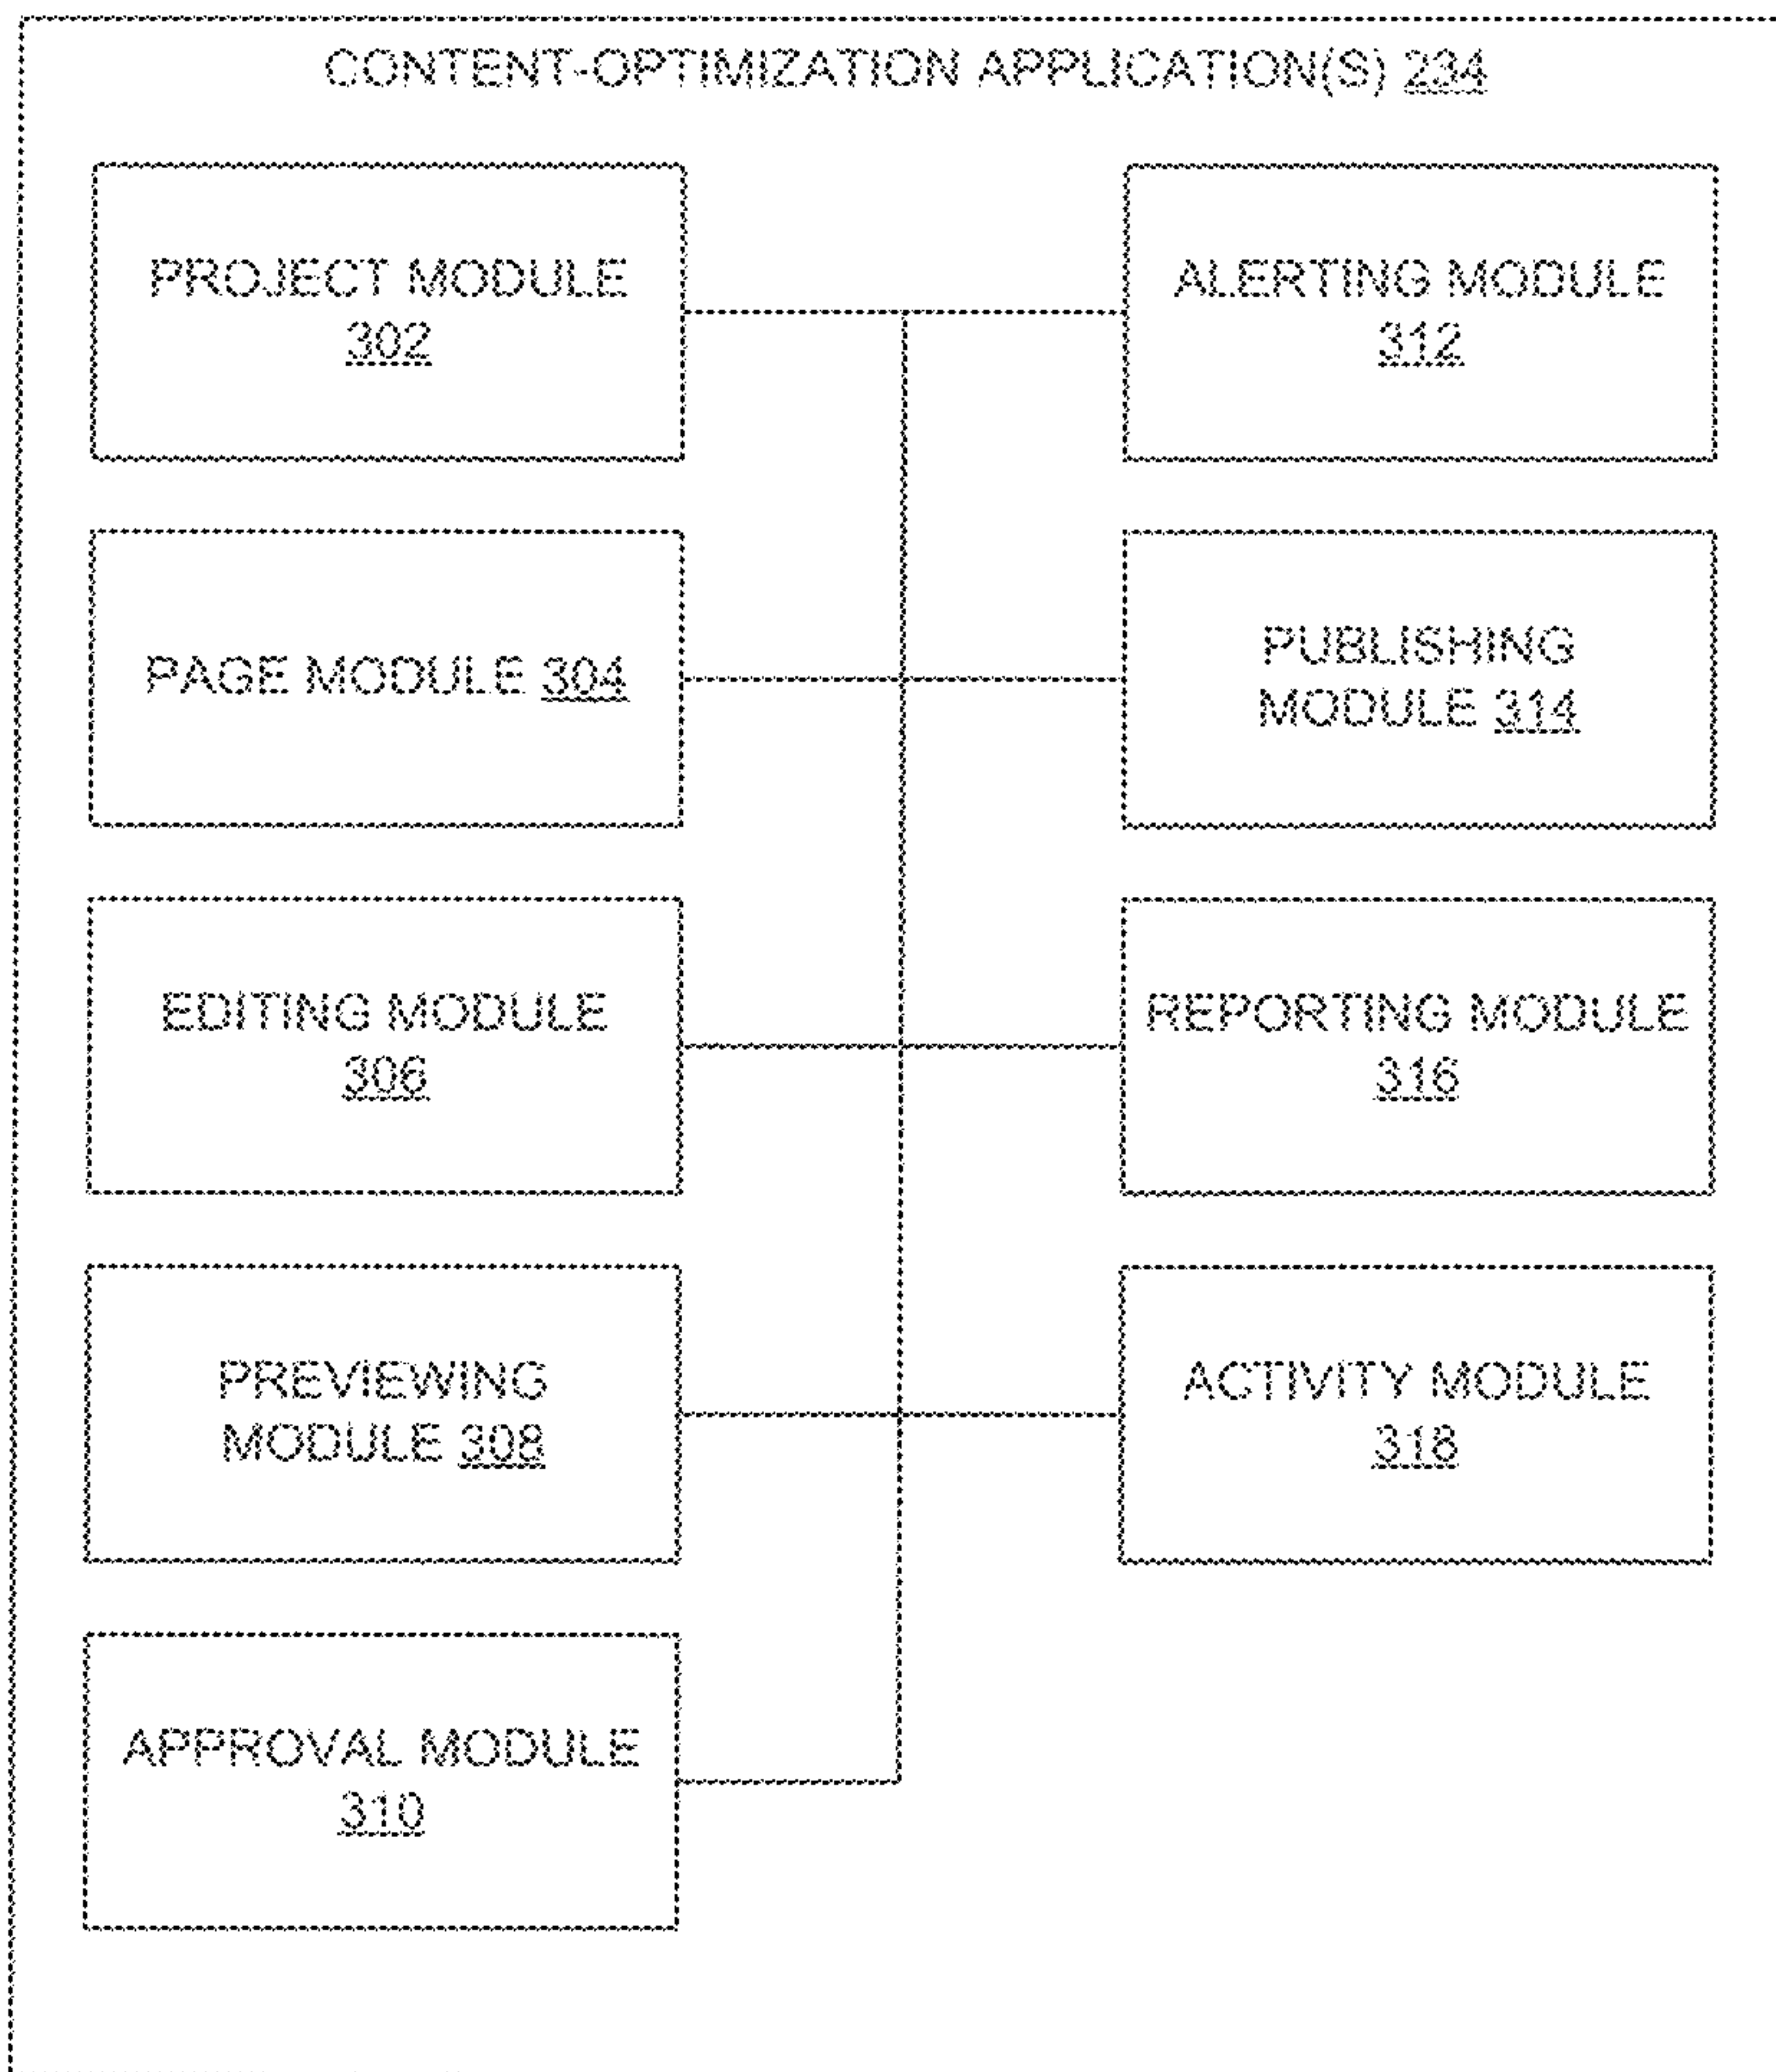 CONTENT-OPTIMIZATION APPLICATION(S) 234
PROJECT MODULE
302
PAGE MODULE 304
EDITING MODULE
306
PREVIEWING
MODULE 308
APPROVAL MODULE
310
ALERTING MODULE
312
PUBLISHING
MODULE 314
REPORTING MODULE
316
ACTIVITY MODULE
318